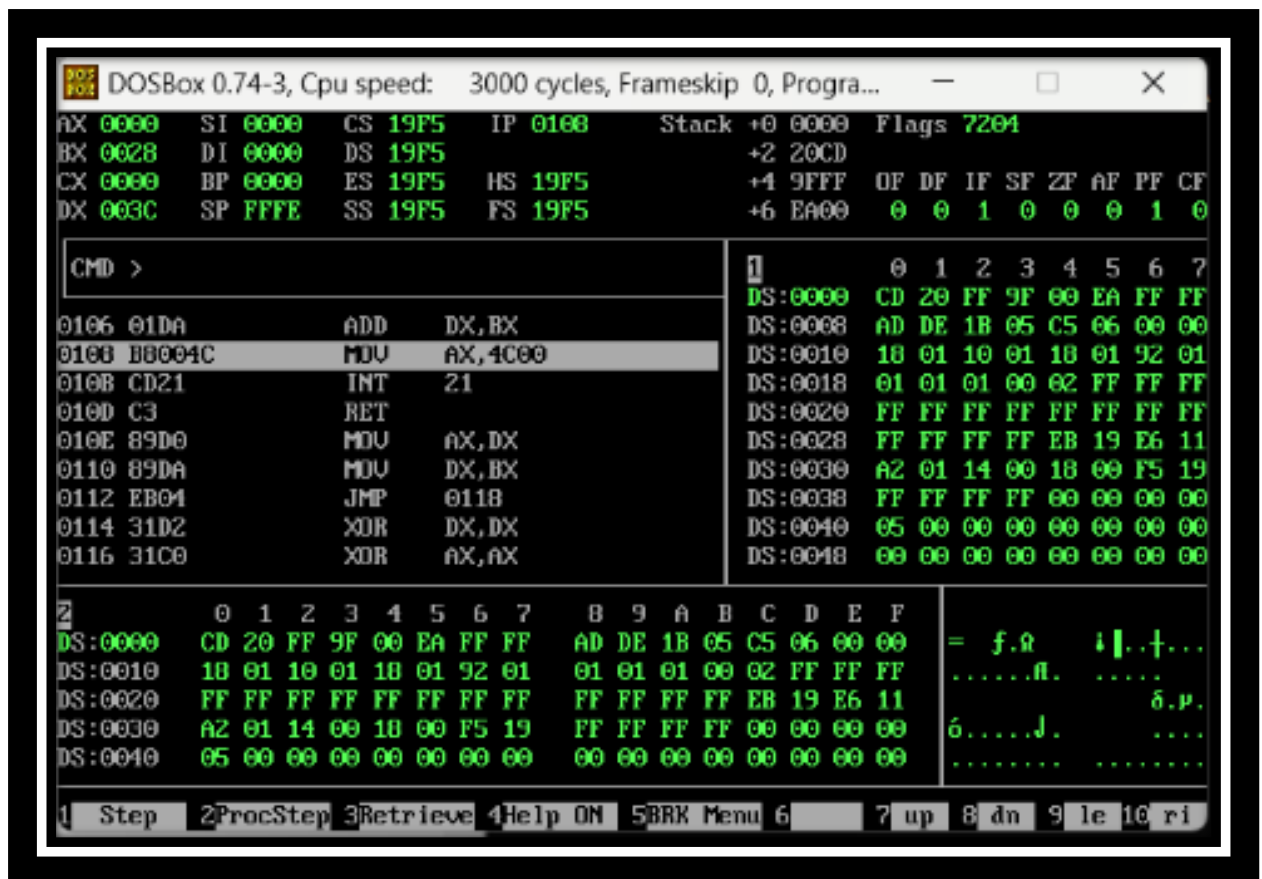 DOSBox 0.74-3, Cpu speed: 3000 cycles, Frameskip 0, Progra...
AX 0000 SI 0000 CS 19F5 IP 0108 Stack +0 0000 Flags 7204
BX 0028 DI 0000 DS 19F5 +2 20CD
CX 0000 BP 0000 ES 19F5 HS 19F5 +4 9FFF OF DF IF SF ZF AF PF CF
DX 003C SP FFFE SS 19F5 FS 19F5 +6 EA00 0 0 1 0 0 0 1 0
CMD >
0106 01DA ADD DX,BX
0108 B8004C MOV AX,4C00
010B CD21 INT 21
010D C3 RET
010E 89D0 MOV AX,DX
0110 89DA MOV DX,BX
0112 EB04 JMP 0118
0114 31D2 XOR DX,DX
0116 31C0 XOR AX,AX
1 0 1 2 3 4 5 6 7
DS:0000 CD 20 FF 9F 00 EA FF FF
DS:0008 AD DE 1B 05 C5 06 00 00
DS:0010 18 01 10 01 18 01 92 01
DS:0018 01 01 01 00 02 FF FF FF
DS:0020 FF FF FF FF FF FF FF FF
DS:0028 FF FF FF FF EB 19 E6 11
DS:0030 A2 01 14 00 18 00 F5 19
DS:0038 FF FF FF FF 00 00 00 00
DS:0040 05 00 00 00 00 00 00 00
DS:0048 00 00 00 00 00 00 00 00
2 0 1 2 3 4 5 6 7 8 9 A B C D E F
DS:0000 CD 20 FF 9F 00 EA FF FF AD DE 1B 05 C5 06 00 00 = ƒ.Ω ¡▐..┼...
DS:0010 18 01 10 01 18 01 92 01 01 01 01 00 02 FF FF FF ......Æ. .....
DS:0020 FF FF FF FF FF FF FF FF FF FF FF FF EB 19 E6 11 δ.µ.
DS:0030 A2 01 14 00 18 00 F5 19 FF FF FF FF 00 00 00 00 ó.....⌡. ....
DS:0040 05 00 00 00 00 00 00 00 00 00 00 00 00 00 00 00 ........ ........
1 Step 2ProcStep 3Retrieve 4Help ON 5BRK Menu 6 7 up 8 dn 9 le 10 ri